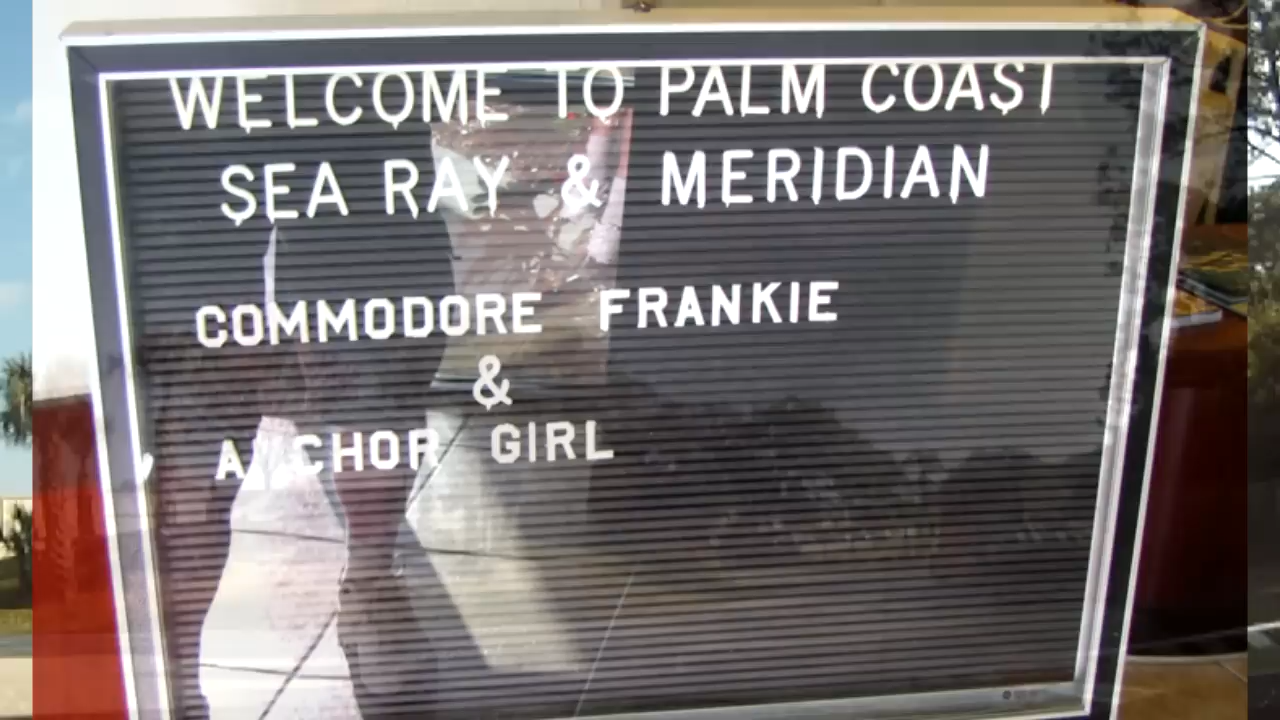 WELCOME TO PALM COAST
SEA RAY & MERIDIAN
COMMODORE FRANKIE
&
ANCHOR GIRL